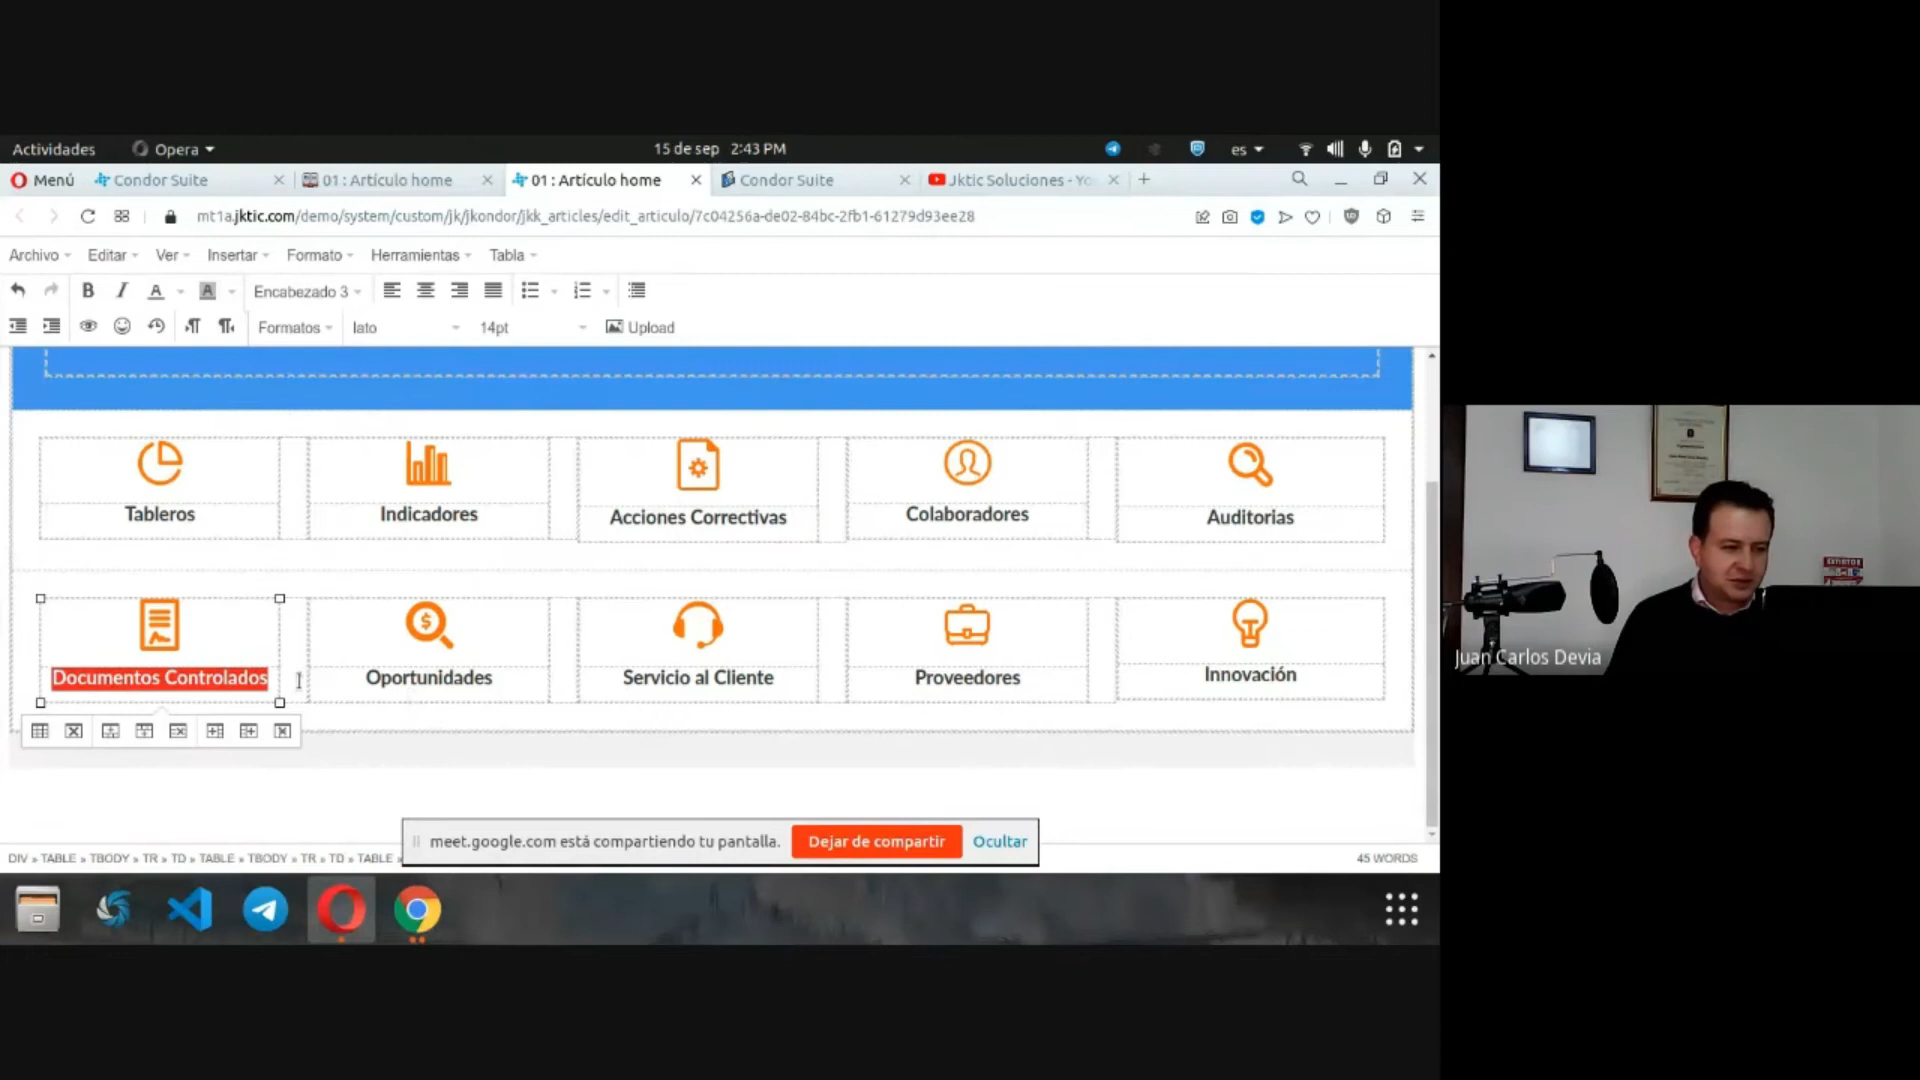 Actividades Opera 15 de sep 2:43 PM es
Menú Condor Suite 01 : Artículo home 01 : Artículo home Condor Suite Jktic Soluciones - Yo
mt1a.jktic.com/demo/system/custom/jk/jkondor/jkk_articles/edit_articulo/7c04256a-de02-84bc-2fb1-61279d93ee28
Archivo Editar Ver Insertar Formato Herramientas Tabla
B I A A Encabezado 3
Formatos lato 14pt Upload
Tableros Indicadores Acciones Correctivas Colaboradores Auditorias
Documentos Controlados Oportunidades Servicio al Cliente Proveedores Innovación
meet.google.com está compartiendo tu pantalla. Dejar de compartir Ocultar
DIV » TABLE » TBODY » TR » TD » TABLE » TBODY » TR » TD » TABLE » 45 WORDS
Juan Carlos Devia